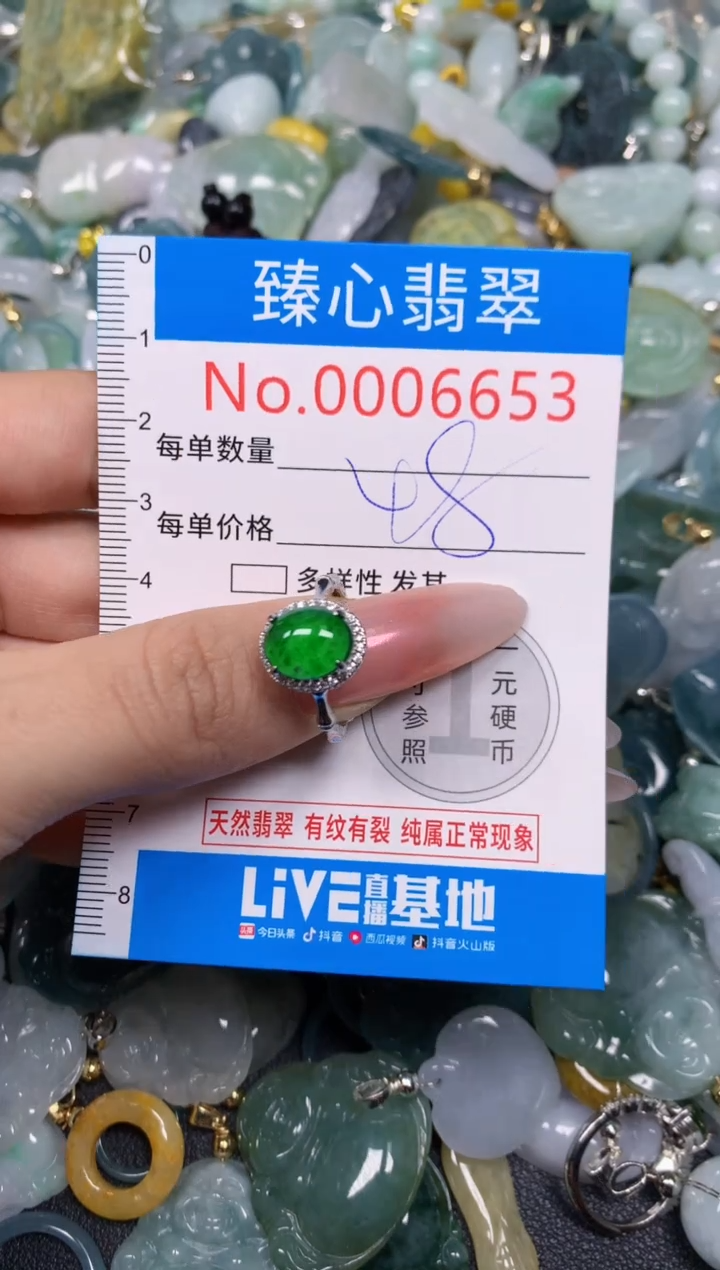 0
臻心翡翠
1
No.0006653
2
每单数量
48
3
每单价格
4
多样性 发其
元
参 硬
照 币
1
7
天然翡翠 有纹有裂 纯属正常现象
8
LiVE直播基地
头条 今日头条 抖音 西瓜视频 抖音火山版